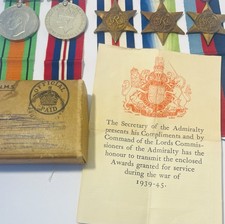 OFFICIAL
PAID
The Secretary of the Admiralty
presents his Compliments and by
Command of the Lords Commis-
sioners of the Admiralty has the
honour to transmit the enclosed
Awards granted for service
during the war of
1939-45.